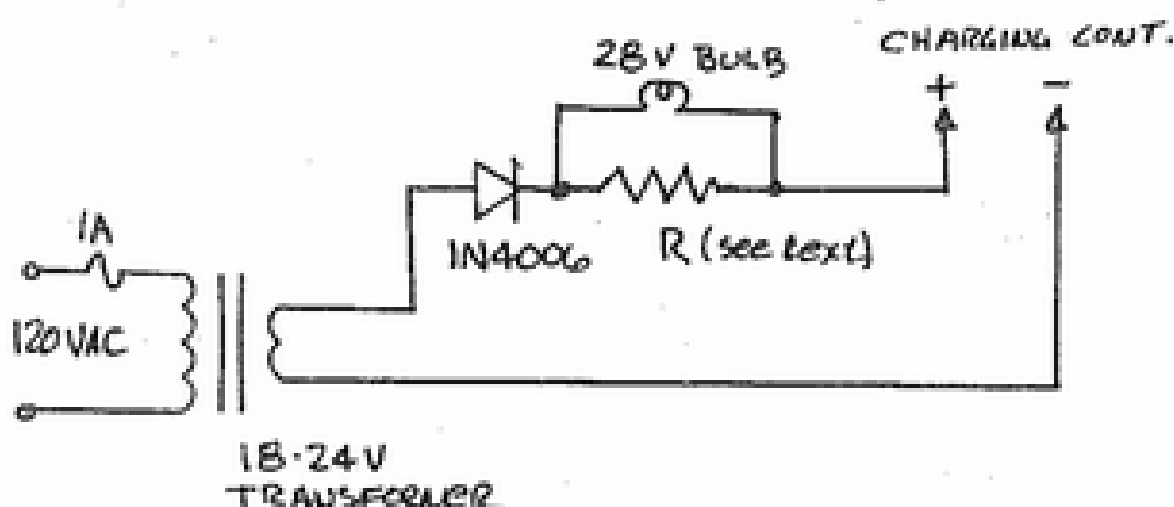 28V BULB
CHARGING CONT.
+ -
1A
1N4006
R (see text)
120VAC
18-24V
TRANSFORMER